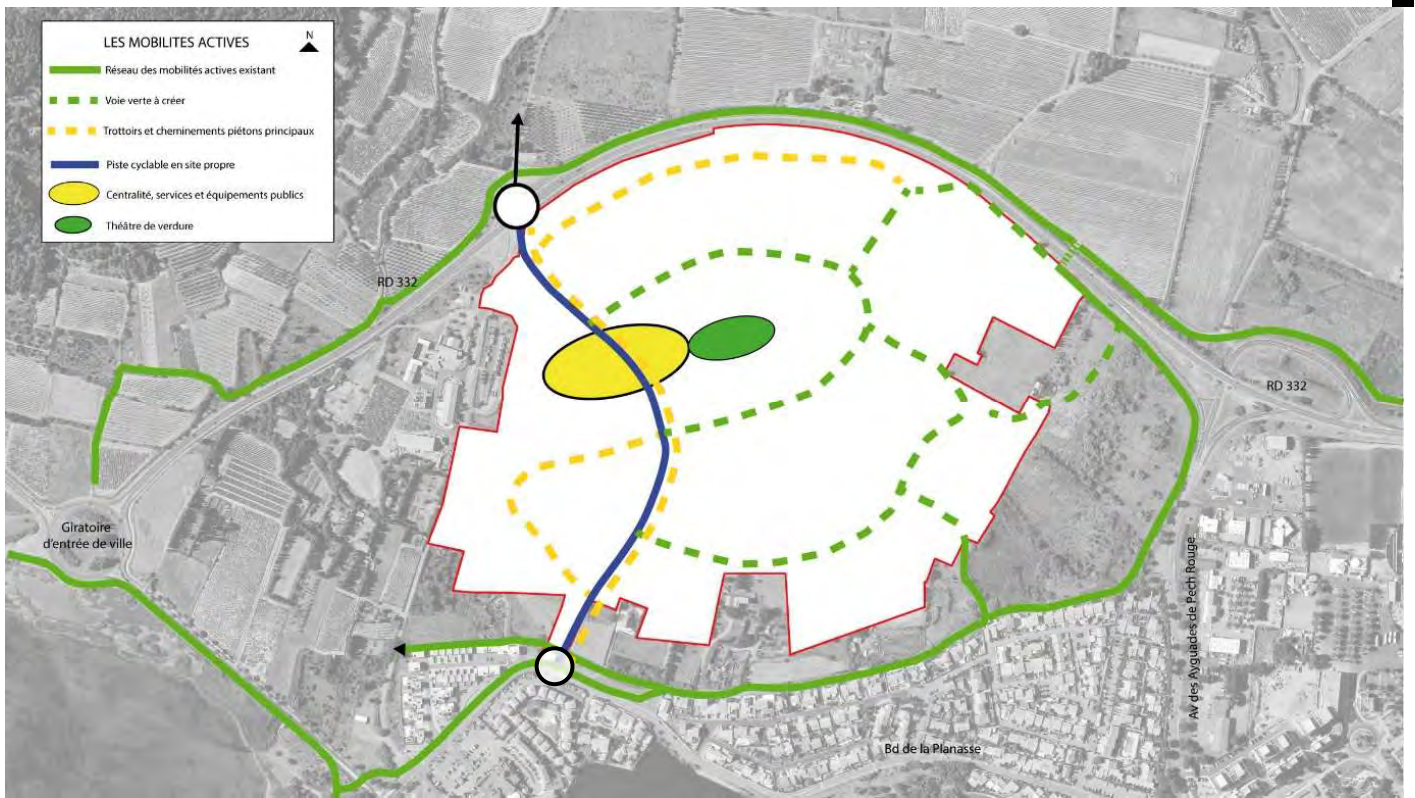 LES MOBILITES ACTIVES
N
Réseau des mobilités actives existant
Voie verte à créer
Trottoirs et cheminements piétons principaux
Piste cyclable en site propre
Centralité, services et équipements publics
Théâtre de verdure
RD 332
RD 332
Giratoire
d'entrée de ville
Av des Ayguades de Pech Rouge
Bd de la Planasse